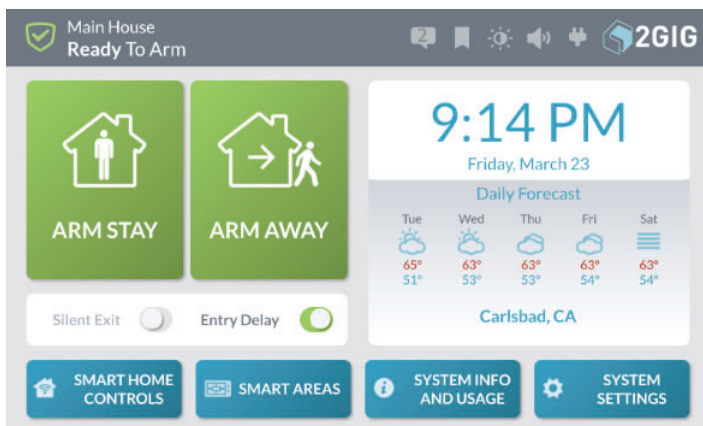 Main House
Ready To Arm
2
2GIG
ARM STAY
ARM AWAY
9:14 PM
Friday, March 23
Daily Forecast
Tue Wed Thu Fri Sat
65° 63° 63° 63° 63°
51° 53° 53° 54° 54°
Carlsbad, CA
Silent Exit
Entry Delay
SMART HOME
CONTROLS
SMART AREAS
SYSTEM INFO
AND USAGE
SYSTEM
SETTINGS